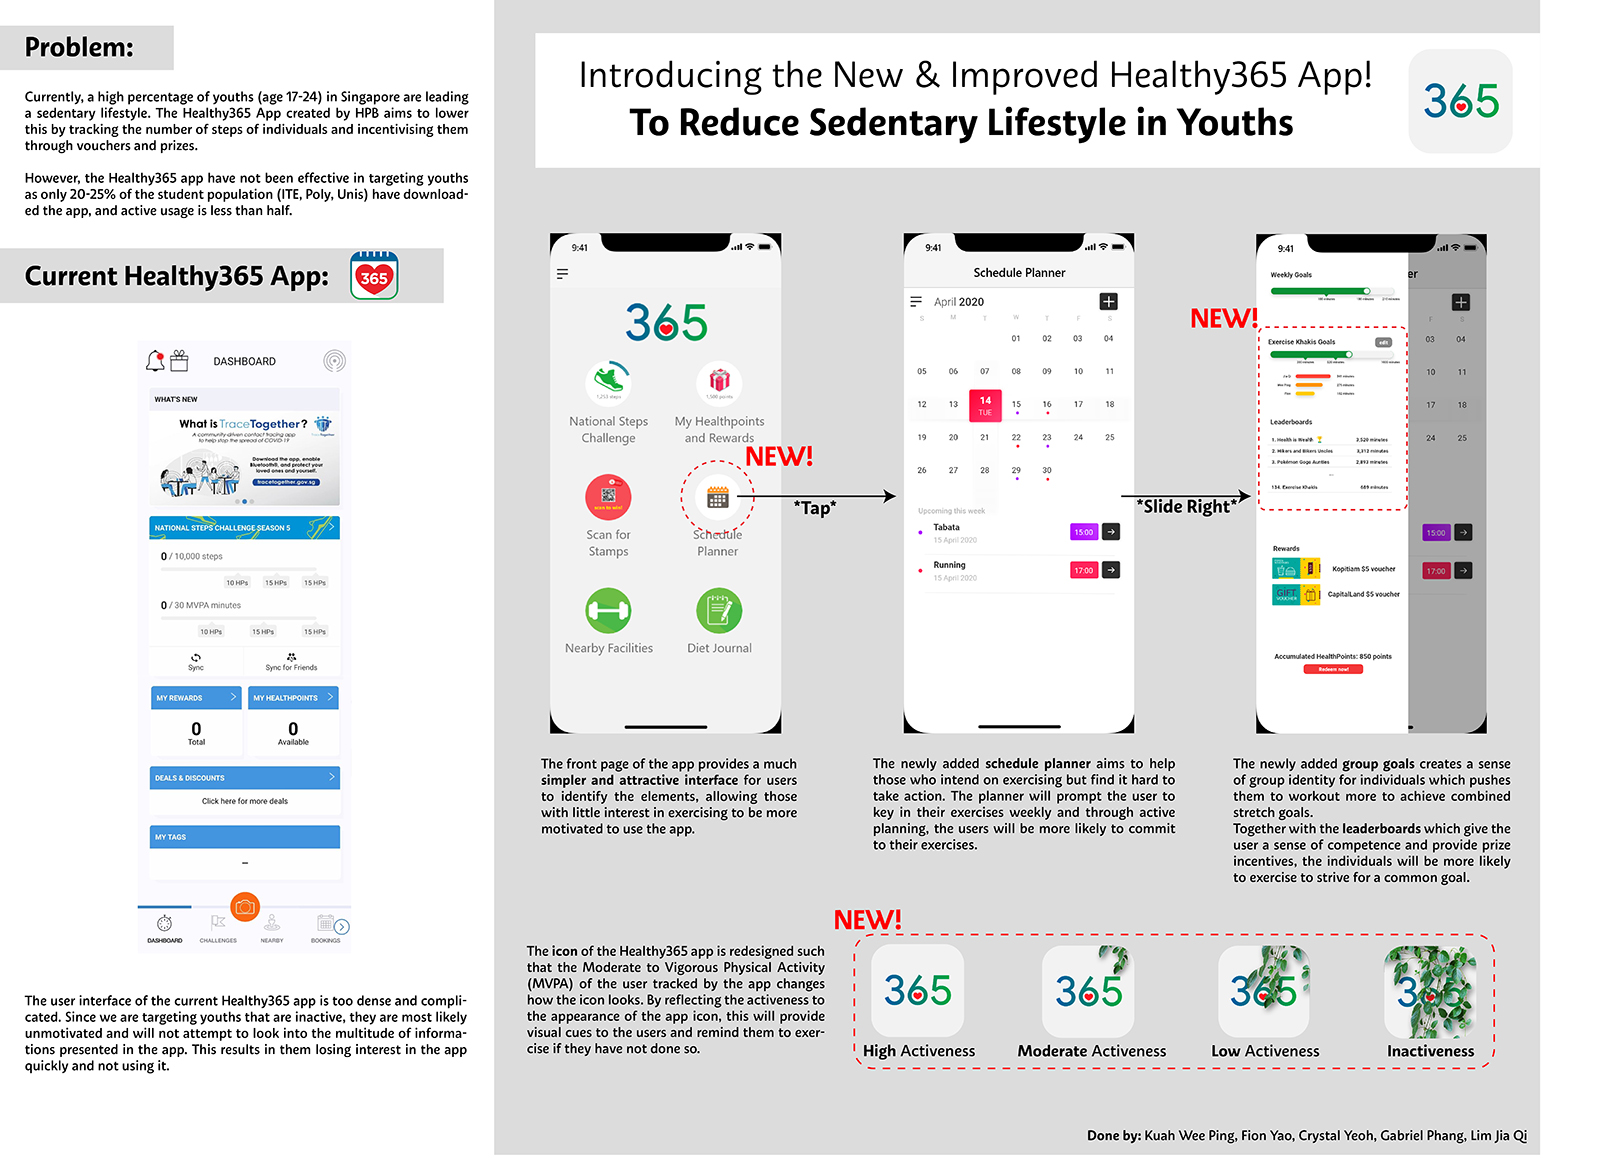 Problem:
Currently, a high percentage of youths (age 17-24) in Singapore are leading
a sedentary lifestyle. The Healthy365 App created by HPB aims to lower
this by tracking the number of steps of individuals and incentivising them
through vouchers and prizes.
However, the Healthy365 app have not been effective in targeting youths
as only 20-25% of the student population (ITE, Poly, Unis) have download-
ed the app, and active usage is less than half.
Current Healthy365 App:
365
DASHBOARD
WHAT'S NEW
What is TraceTogether?
A community-driven contact tracing app
to help stop the spread of COVID-19
Download the app, enable
Bluetooth®, and protect your
loved ones and yourself.
tracetogether.gov.sg
NATIONAL STEPS CHALLENGE SEASON 5
0 / 10,000 steps
10 HPs 15 HPs 15 HPs
0 / 30 MVPA minutes
10 HPs 15 HPs 15 HPs
Sync
Sync for Friends
MY REWARDS
MY HEALTHPOINTS
0
Total
0
Available
DEALS & DISCOUNTS
Click here for more deals
MY TAGS
–
DASHBOARD
CHALLENGES
NEARBY
BOOKINGS
The user interface of the current Healthy365 app is too dense and compli-
cated. Since we are targeting youths that are inactive, they are most likely
unmotivated and will not attempt to look into the multitude of informa-
tions presented in the app. This results in them losing interest in the app
quickly and not using it.
Introducing the New & Improved Healthy365 App!
To Reduce Sedentary Lifestyle in Youths
365
9:41
365
1,253 steps
National Steps
Challenge
1,500 points
My Healthpoints
and Rewards
NEW!
Scan for
Stamps
Schedule
Planner
Nearby Facilities
Diet Journal
*Tap*
The front page of the app provides a much
simpler and attractive interface for users
to identify the elements, allowing those
with little interest in exercising to be more
motivated to use the app.
9:41
Schedule Planner
April 2020
S M T W T F S
01 02 03 04
05 06 07 08 09 10 11
12 13 14 TUE 15 16 17 18
19 20 21 22 23 24 25
26 27 28 29 30
Upcoming this week
Tabata
15 April 2020
15:00
Running
15 April 2020
17:00
*Slide Right*
The newly added schedule planner aims to help
those who intend on exercising but find it hard to
take action. The planner will prompt the user to
key in their exercises weekly and through active
planning, the users will be more likely to commit
to their exercises.
NEW!
9:41
er
Weekly Goals
Exercise Khakis Goals
edit
Leaderboards
1. Health is Wealth 3,520 minutes
2. Hikers and Bikers Uncles 3,313 minutes
3. Pokémon Gogo Aunties 2,893 minutes
134. Exercise Khakis 689 minutes
Rewards
Kopitiam $5 voucher
GIFT
VOUCHER
CapitalLand $5 voucher
Accumulated HealthPoints: 850 points
Redeem now!
F S
03 04
10 11
17 18
24 25
15:00
17:00
The newly added group goals creates a sense
of group identity for individuals which pushes
them to workout more to achieve combined
stretch goals.
Together with the leaderboards which give the
user a sense of competence and provide prize
incentives, the individuals will be more likely
to exercise to strive for a common goal.
The icon of the Healthy365 app is redesigned such
that the Moderate to Vigorous Physical Activity
(MVPA) of the user tracked by the app changes
how the icon looks. By reflecting the activeness to
the appearance of the app icon, this will provide
visual cues to the users and remind them to exer-
cise if they have not done so.
NEW!
365
High Activeness
365
Moderate Activeness
365
Low Activeness
365
Inactiveness
Done by: Kuah Wee Ping, Fion Yao, Crystal Yeoh, Gabriel Phang, Lim Jia Qi